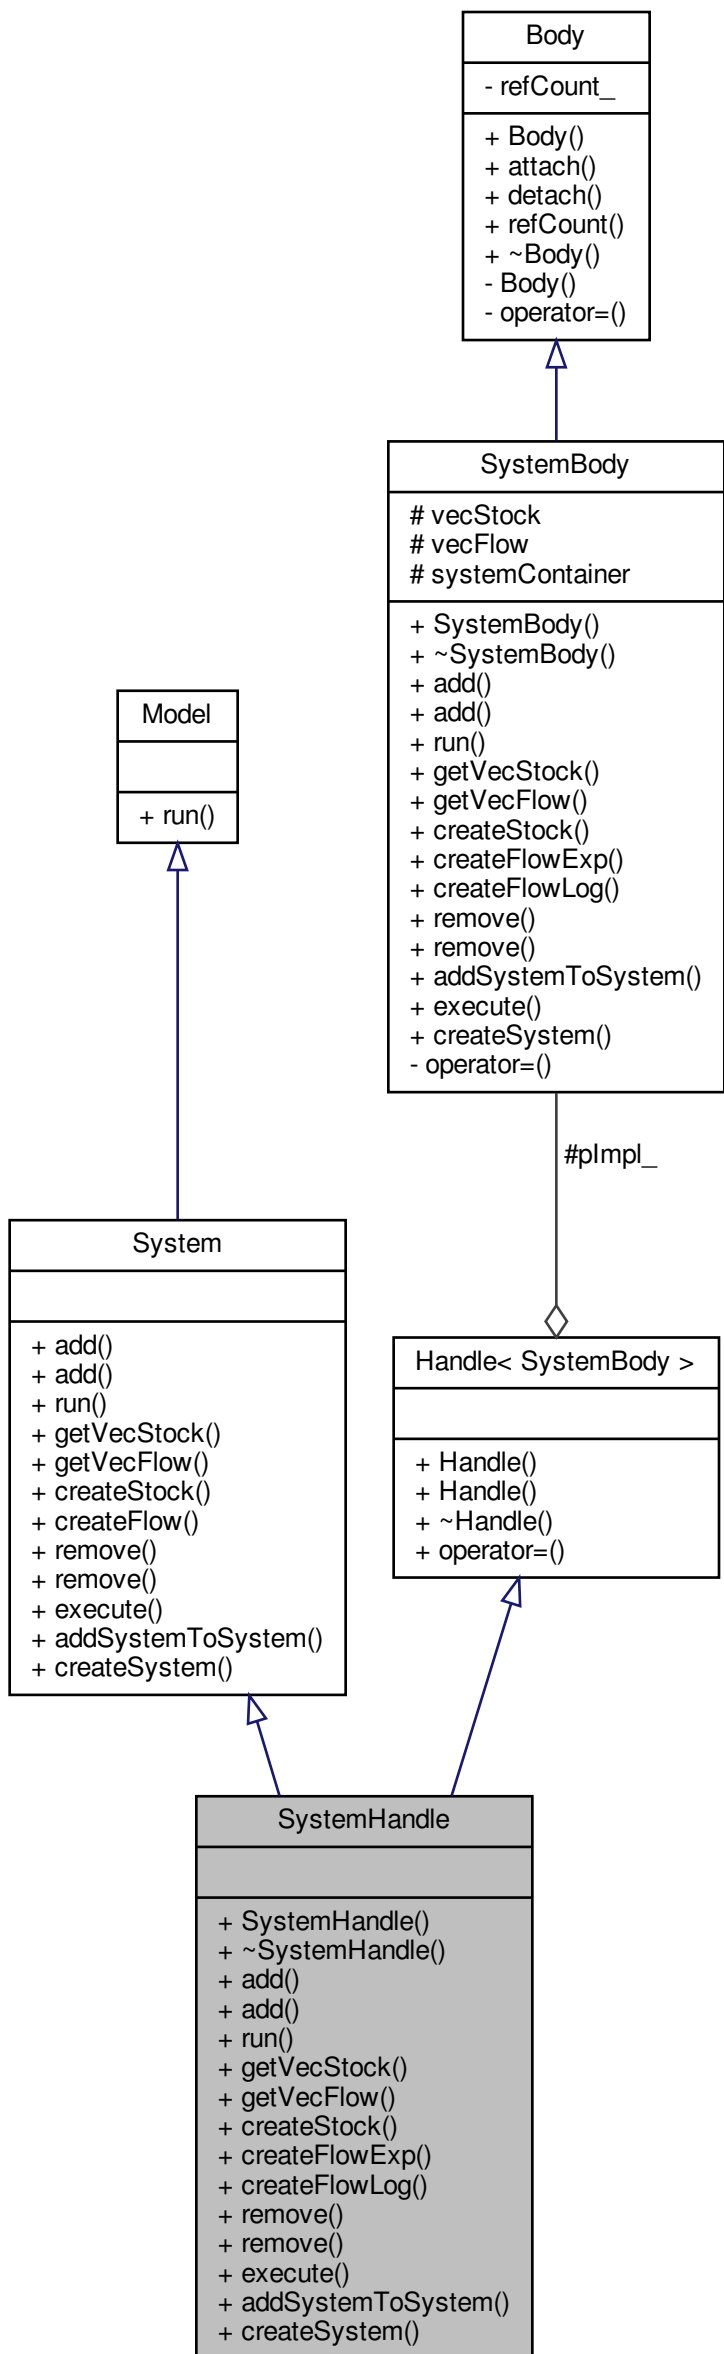 Body
- refCount_
+ Body()
+ attach()
+ detach()
+ refCount()
+ ~Body()
- Body()
- operator=()
SystemBody
# vecStock
# vecFlow
# systemContainer
+ SystemBody()
+ ~SystemBody()
+ add()
+ add()
+ run()
+ getVecStock()
+ getVecFlow()
+ createStock()
+ createFlowExp()
+ createFlowLog()
+ remove()
+ remove()
+ addSystemToSystem()
+ execute()
+ createSystem()
- operator=()
Model
+ run()
#pImpl_
System
+ add()
+ add()
+ run()
+ getVecStock()
+ getVecFlow()
+ createStock()
+ createFlow()
+ remove()
+ remove()
+ execute()
+ addSystemToSystem()
+ createSystem()
Handle< SystemBody >
+ Handle()
+ Handle()
+ ~Handle()
+ operator=()
SystemHandle
+ SystemHandle()
+ ~SystemHandle()
+ add()
+ add()
+ run()
+ getVecStock()
+ getVecFlow()
+ createStock()
+ createFlowExp()
+ createFlowLog()
+ remove()
+ remove()
+ execute()
+ addSystemToSystem()
+ createSystem()